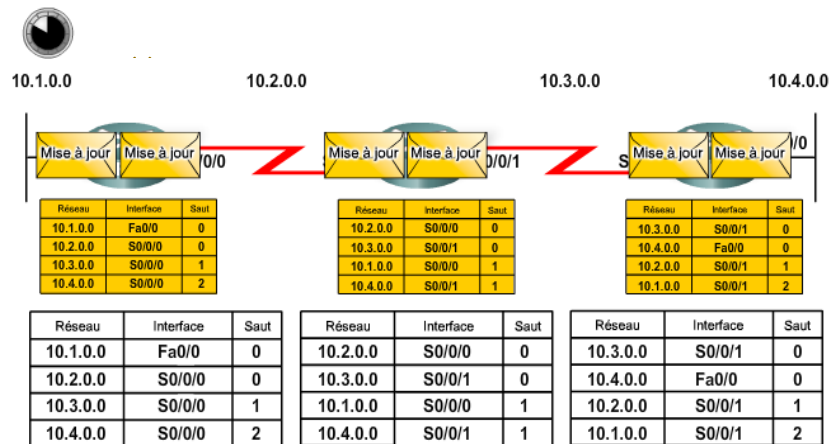 10.1.0.0 10.2.0.0 10.3.0.0 10.4.0.0
Mise à jour Mise à jour /0/0 S Mise à jour Mise à jour 0/1 S Mise à jour Mise à jour /0
Réseau Interface Saut
10.1.0.0 Fa0/0 0
10.2.0.0 S0/0/0 0
10.3.0.0 S0/0/0 1
10.4.0.0 S0/0/0 2
Réseau Interface Saut
10.2.0.0 S0/0/0 0
10.3.0.0 S0/0/1 0
10.1.0.0 S0/0/0 1
10.4.0.0 S0/0/1 1
Réseau Interface Saut
10.3.0.0 S0/0/1 0
10.4.0.0 Fa0/0 0
10.2.0.0 S0/0/1 1
10.1.0.0 S0/0/1 2
Réseau Interface Saut
10.1.0.0 Fa0/0 0
10.2.0.0 S0/0/0 0
10.3.0.0 S0/0/0 1
10.4.0.0 S0/0/0 2
Réseau Interface Saut
10.2.0.0 S0/0/0 0
10.3.0.0 S0/0/1 0
10.1.0.0 S0/0/0 1
10.4.0.0 S0/0/1 1
Réseau Interface Saut
10.3.0.0 S0/0/1 0
10.4.0.0 Fa0/0 0
10.2.0.0 S0/0/1 1
10.1.0.0 S0/0/1 2